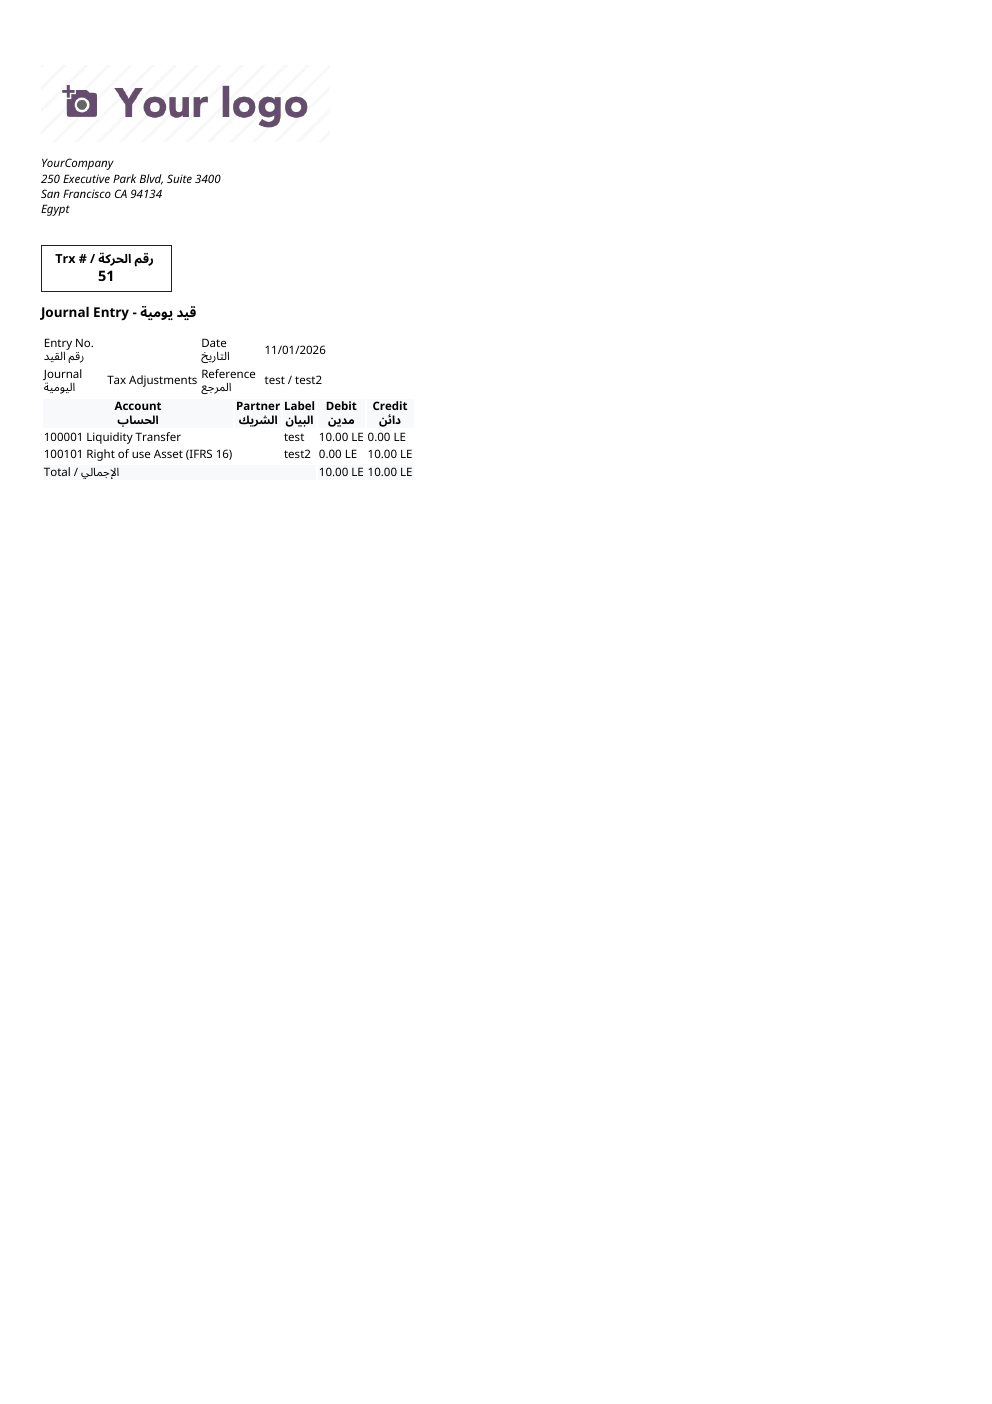 Your logo
YourCompany
250 Executive Park Blvd, Suite 3400
San Francisco CA 94134
Egypt
Trx # / رقم الحركة
51
Journal Entry - قيد يومية
Entry No. Date 11/01/2026
رقم القيد التاريخ
Journal Tax Adjustments Reference test / test2
اليومية المرجع
Account Partner Label Debit Credit
الحساب الشريك البيان مدين دائن
100001 Liquidity Transfer test 10.00 LE 0.00 LE
100101 Right of use Asset (IFRS 16) test2 0.00 LE 10.00 LE
Total / الإجمالي 10.00 LE 10.00 LE